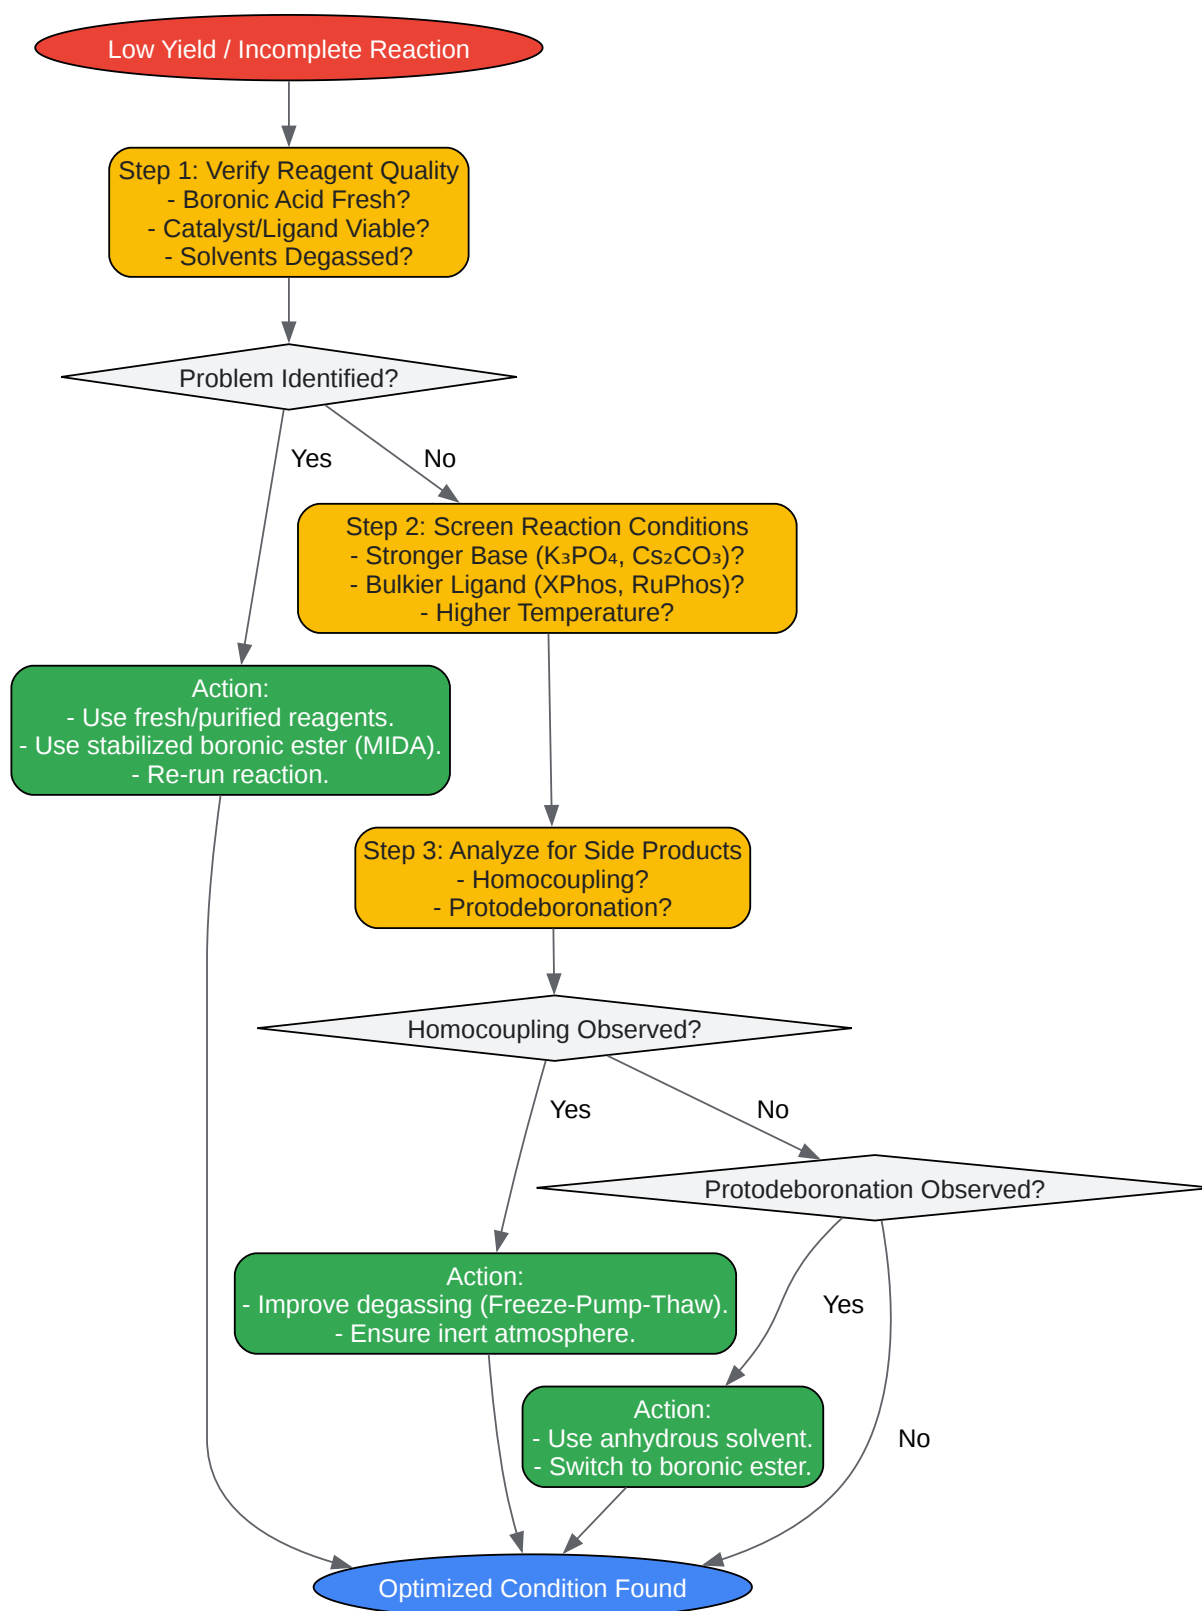 Low Yield / Incomplete Reaction
Step 1: Verify Reagent Quality
- Boronic Acid Fresh?
- Catalyst/Ligand Viable?
- Solvents Degassed?
Problem Identified?
Yes
No
Step 2: Screen Reaction Conditions
- Stronger Base (K₃PO₄, Cs₂CO₃)?
- Bulkier Ligand (XPhos, RuPhos)?
- Higher Temperature?
Action:
- Use fresh/purified reagents.
- Use stabilized boronic ester (MIDA).
- Re-run reaction.
Step 3: Analyze for Side Products
- Homocoupling?
- Protodeboronation?
Homocoupling Observed?
Yes
No
Protodeboronation Observed?
Action:
- Improve degassing (Freeze-Pump-Thaw).
- Ensure inert atmosphere.
Yes
Action:
- Use anhydrous solvent.
- Switch to boronic ester.
No
Optimized Condition Found